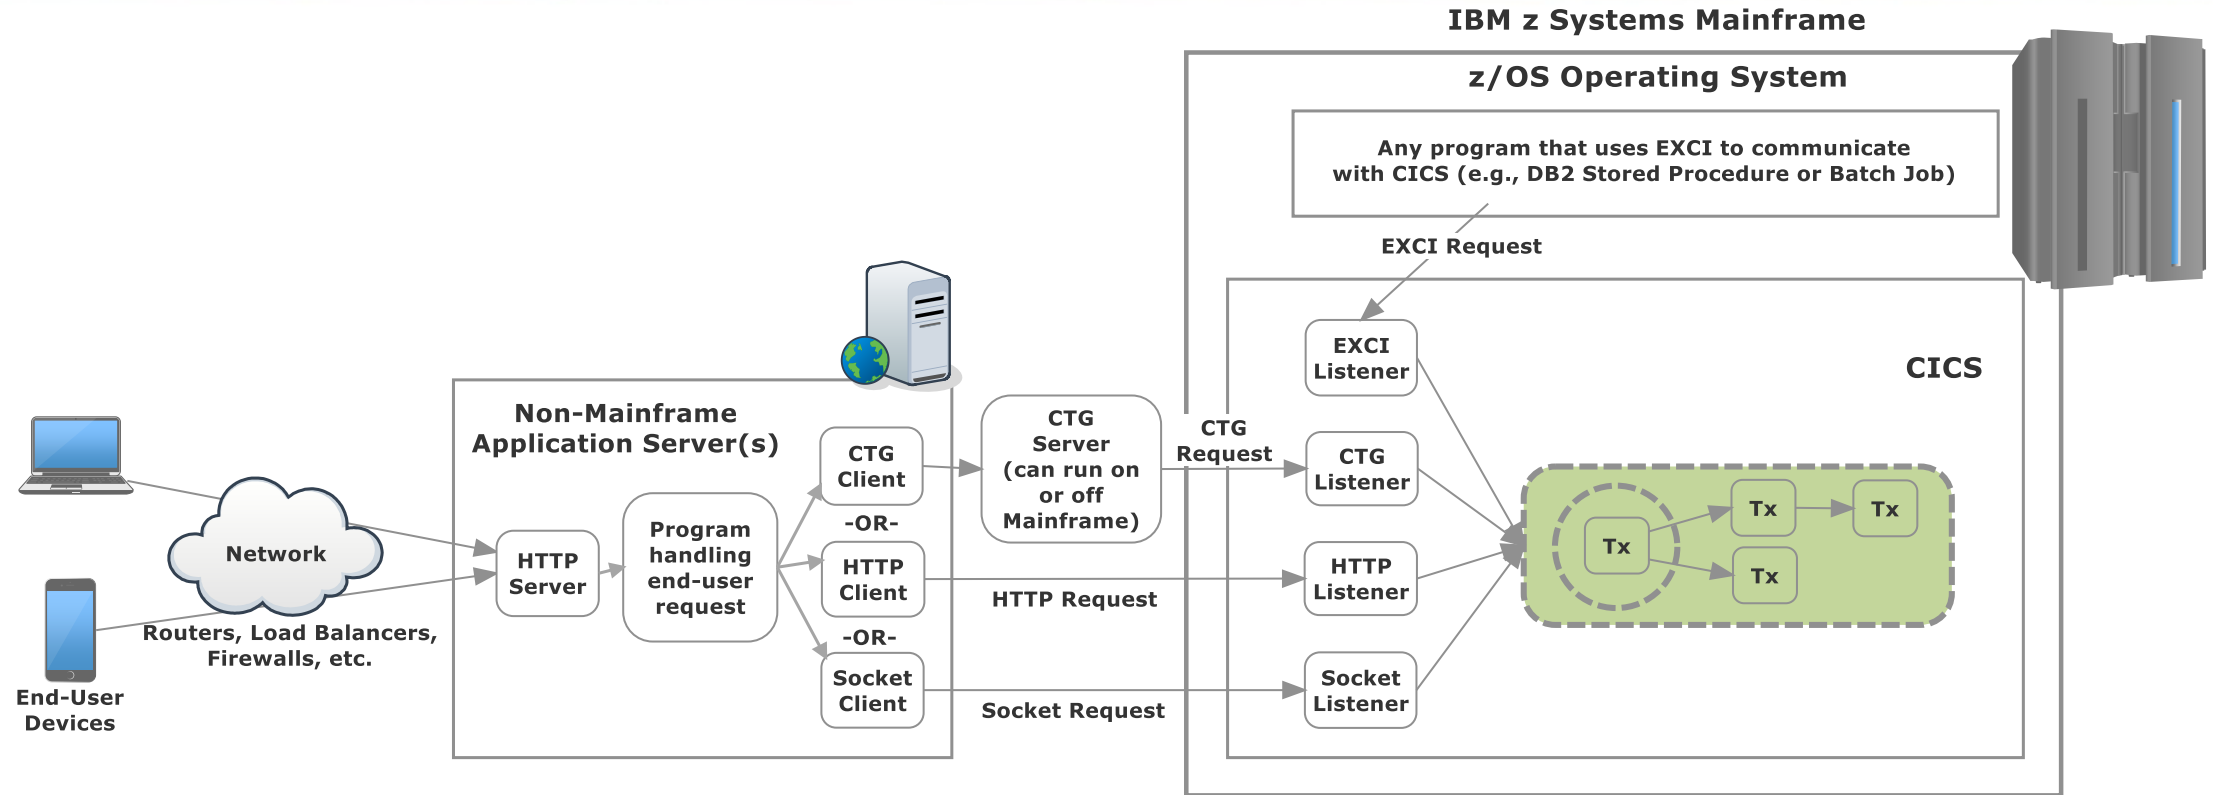 IBM z Systems Mainframe
z/OS Operating System
Any program that uses EXCI to communicate
with CICS (e.g., DB2 Stored Procedure or Batch Job)
EXCI Request
CICS
EXCI
Listener
CTG
Listener
HTTP
Listener
Socket
Listener
Tx
Tx
Tx
Tx
CTG
Request
HTTP Request
Socket Request
CTG
Server
(can run on
or off
Mainframe)
Non-Mainframe
Application Server(s)
CTG
Client
-OR-
HTTP
Client
-OR-
Socket
Client
Program
handling
end-user
request
HTTP
Server
Network
Routers, Load Balancers,
Firewalls, etc.
End-User
Devices